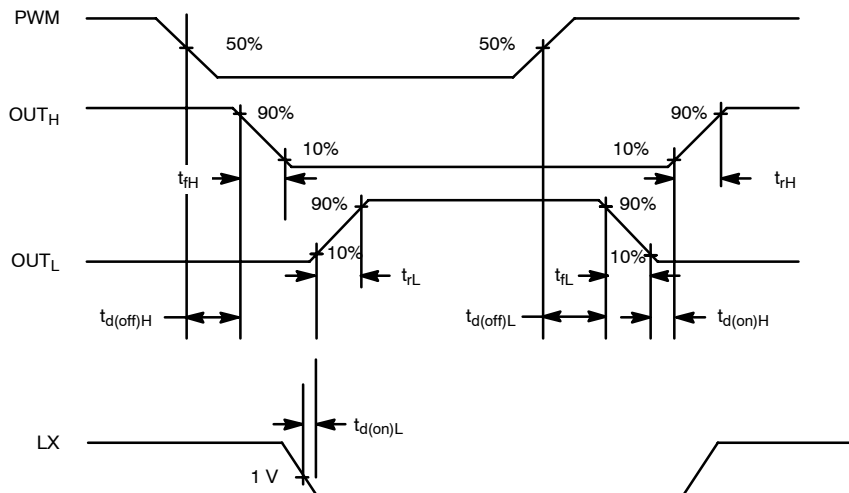 PWM
50%
50%
OUTH
90%
90%
10%
10%
tfH
trH
90%
90%
10%
10%
OUTL
trL
tfL
td(off)H
td(off)L
td(on)H
td(on)L
LX
1 V